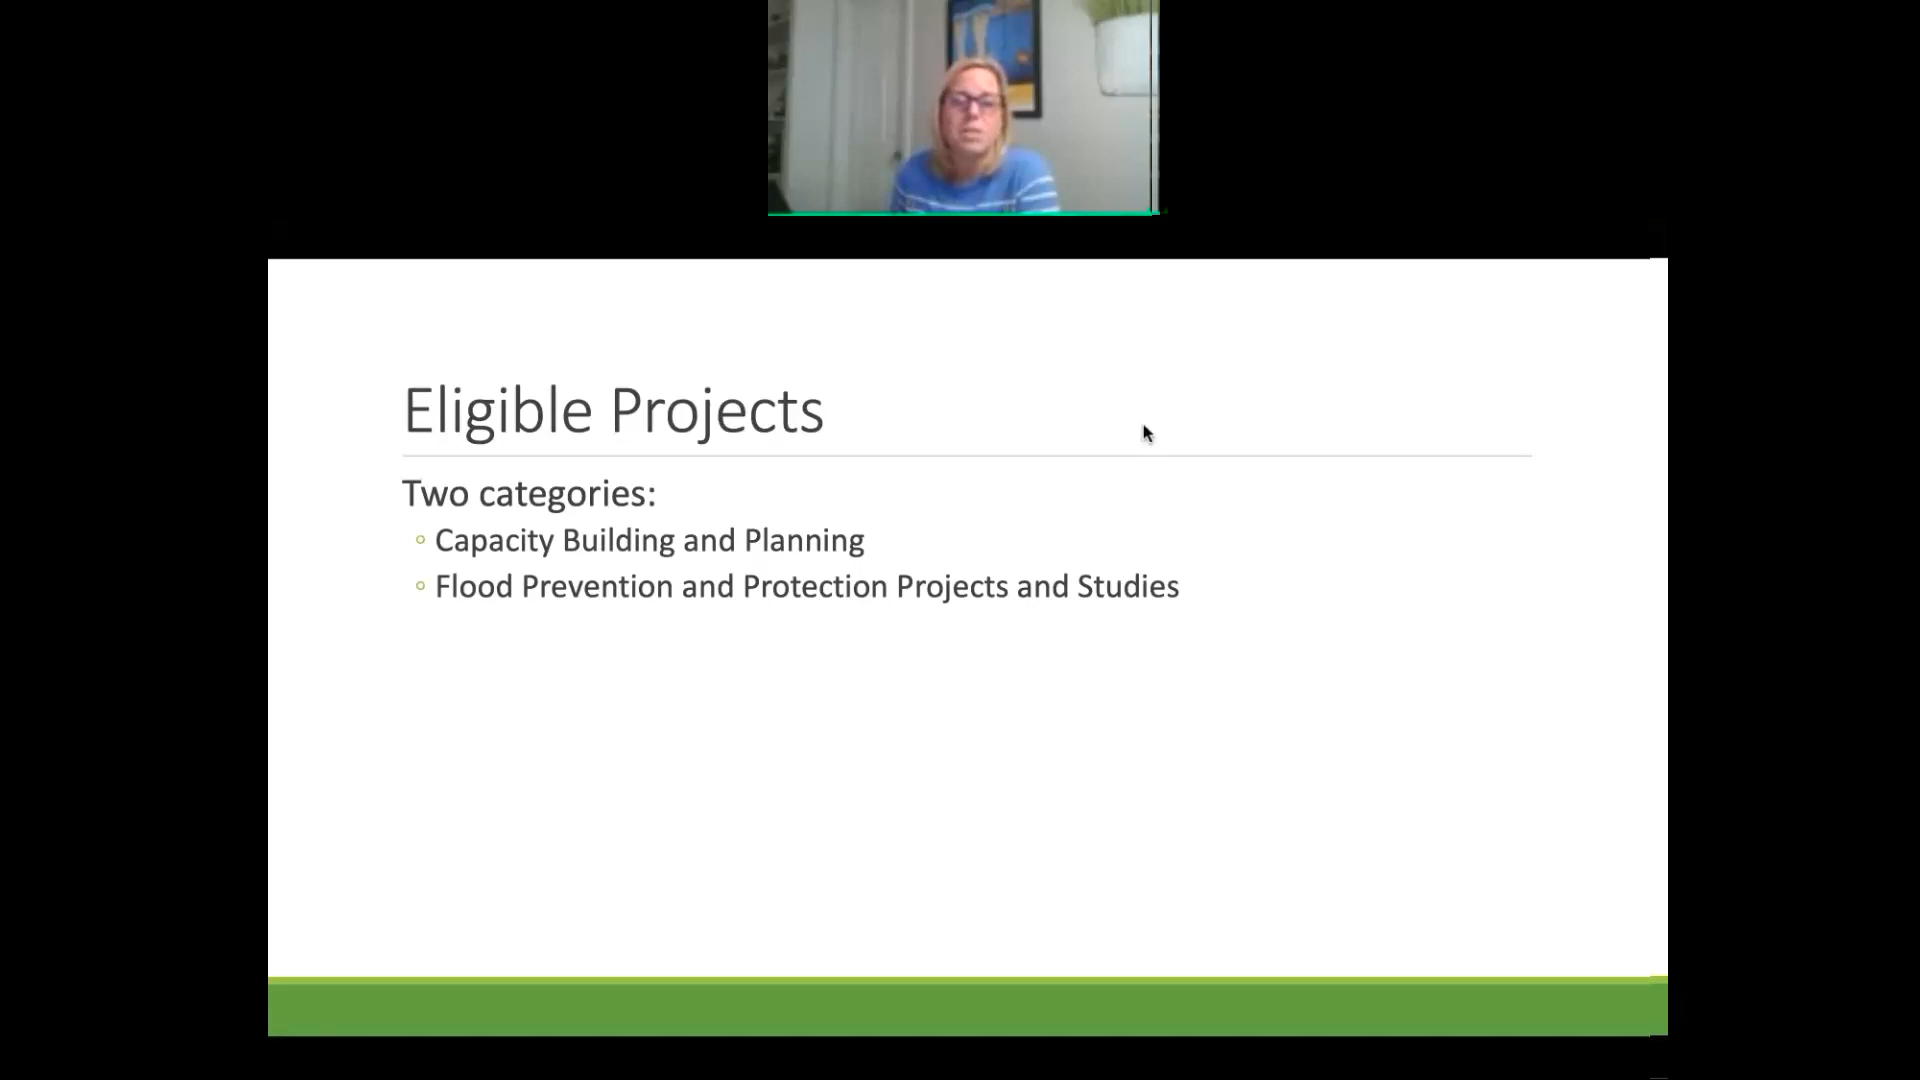 Eligible Projects
Two categories:
◦ Capacity Building and Planning
◦ Flood Prevention and Protection Projects and Studies